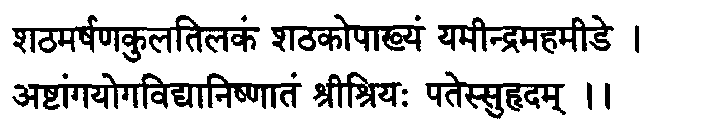 शठमर्षणकुलतिलकं शठकोपाख्यं यमीन्द्रमहमीडे ।
अष्टांगयोगविद्यानिष्णातं श्रीश्रियः पतेस्सुहृदम् ।।